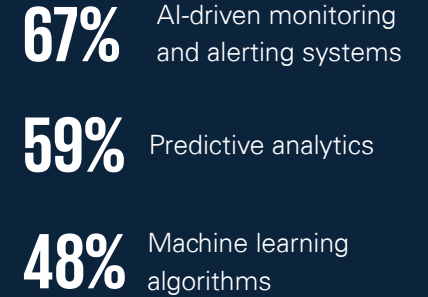 67% AI-driven monitoring
and alerting systems
59% Predictive analytics
48% Machine learning
algorithms